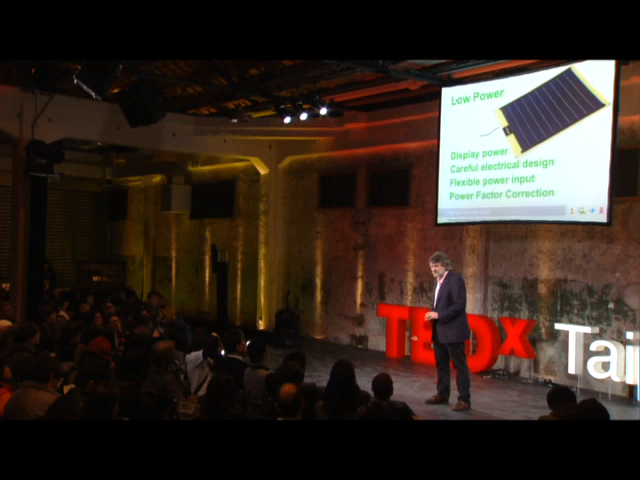 Low Power
Display power
Careful electrical design
Flexible power input
Power Factor Correction
TEDx Tai